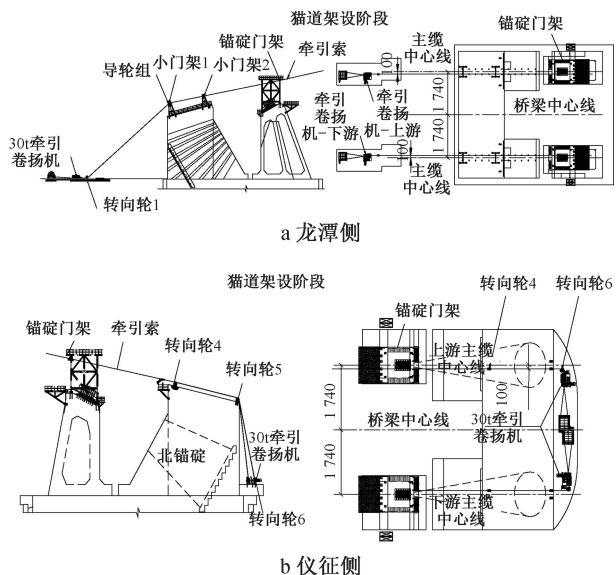 猫道架设阶段
锚碇门架
牵引索
小门架1
小门架2
导轮组
30t牵引
卷扬机
转向轮1
主缆
中心线
锚碇门架
100
牵引
卷扬
机-下游
牵引
卷扬
机-上游
1 740
桥梁中心线
1 740
100
主缆
中心线
a 龙潭侧
猫道架设阶段
锚碇门架
牵引索
转向轮4
转向轮5
北锚碇
30t牵引
卷扬机
转向轮6
锚碇门架
转向轮4
转向轮6
上游主缆
中心线
100
1 740
桥梁中心线
30t牵引
卷扬机
1 740
下游主缆
中心线
b 仪征侧